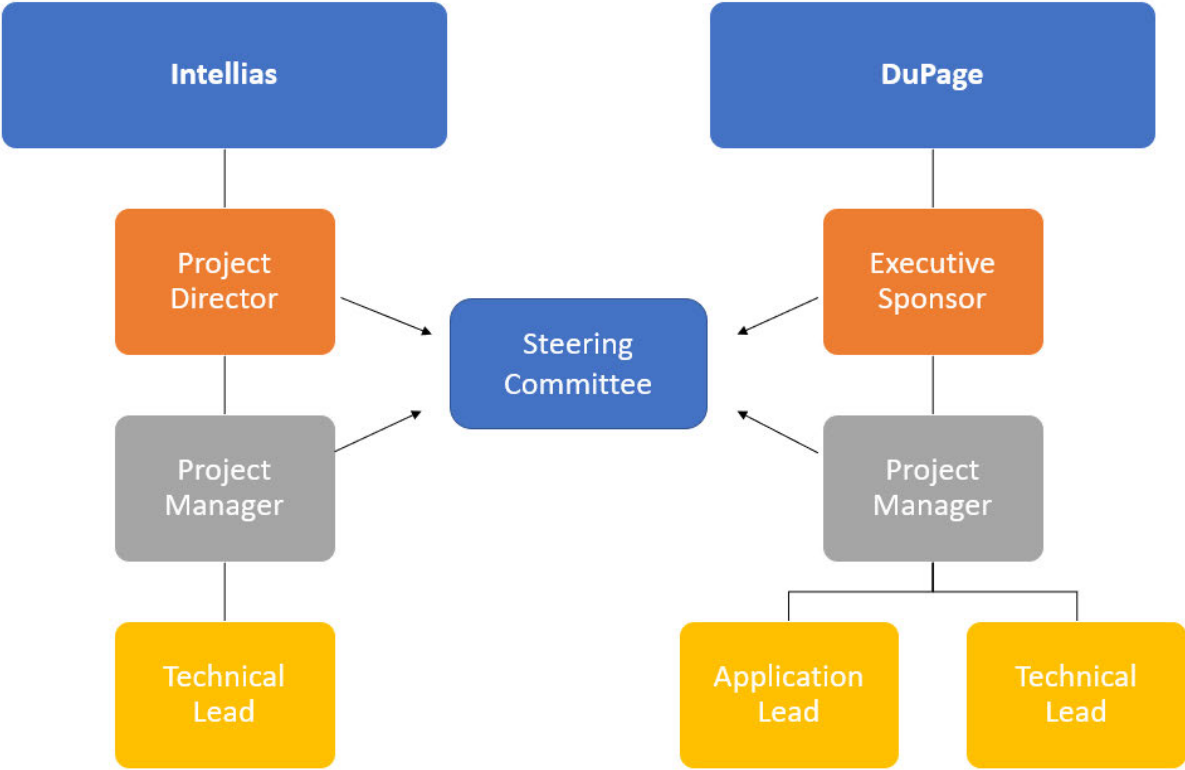 Intellias
DuPage
Project
Director
Executive
Sponsor
Steering
Committee
Project
Manager
Project
Manager
Technical
Lead
Application
Lead
Technical
Lead